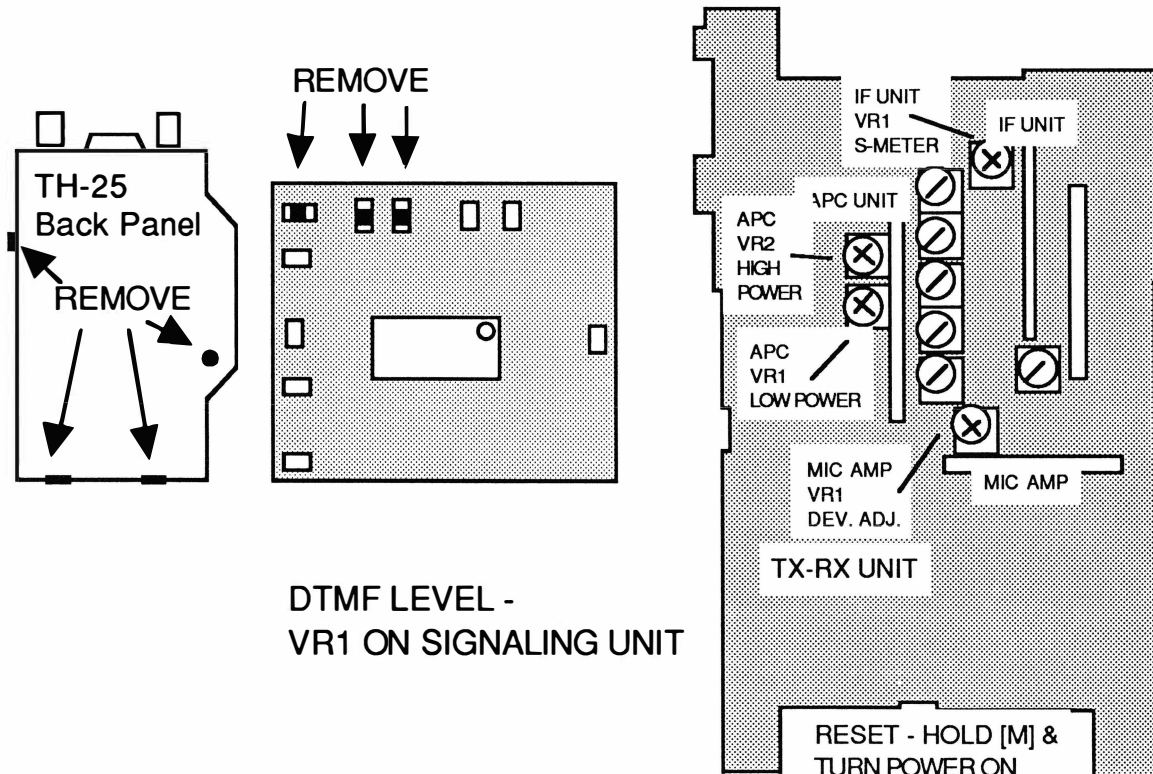 REMOVE
TH-25
Back Panel
REMOVE
DTMF LEVEL -
VR1 ON SIGNALING UNIT
IF UNIT
VR1
S-METER
IF UNIT
APC UNIT
APC
VR2
HIGH
POWER
APC
VR1
LOW POWER
MIC AMP
VR1
DEV. ADJ.
MIC AMP
TX-RX UNIT
RESET - HOLD [M] &
TURN POWER ON